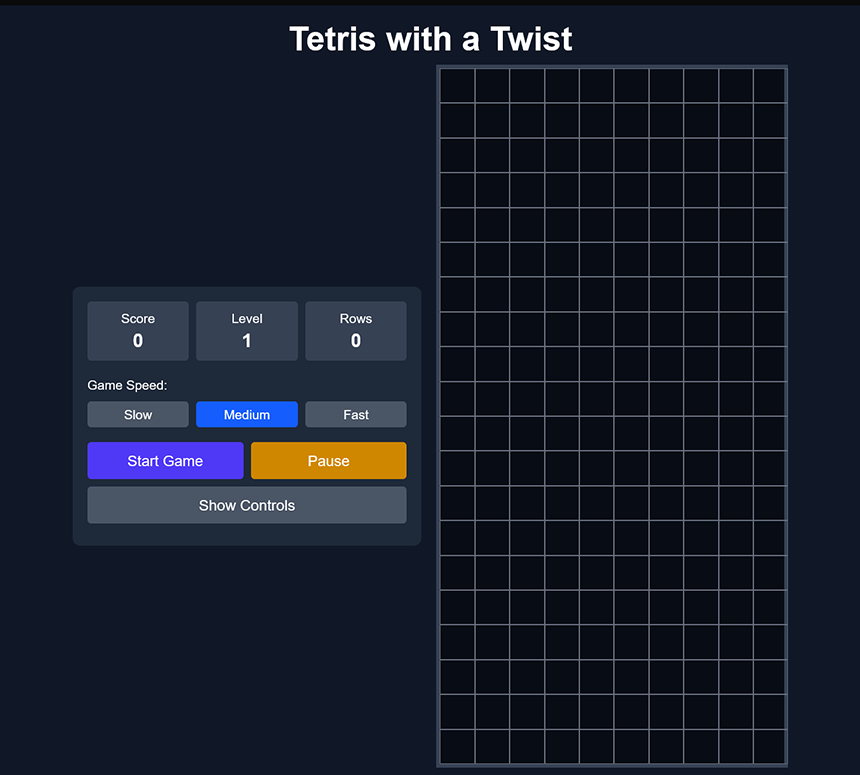 Tetris with a Twist
Score Level Rows
0 1 0
Game Speed:
Slow Medium Fast
Start Game Pause
Show Controls